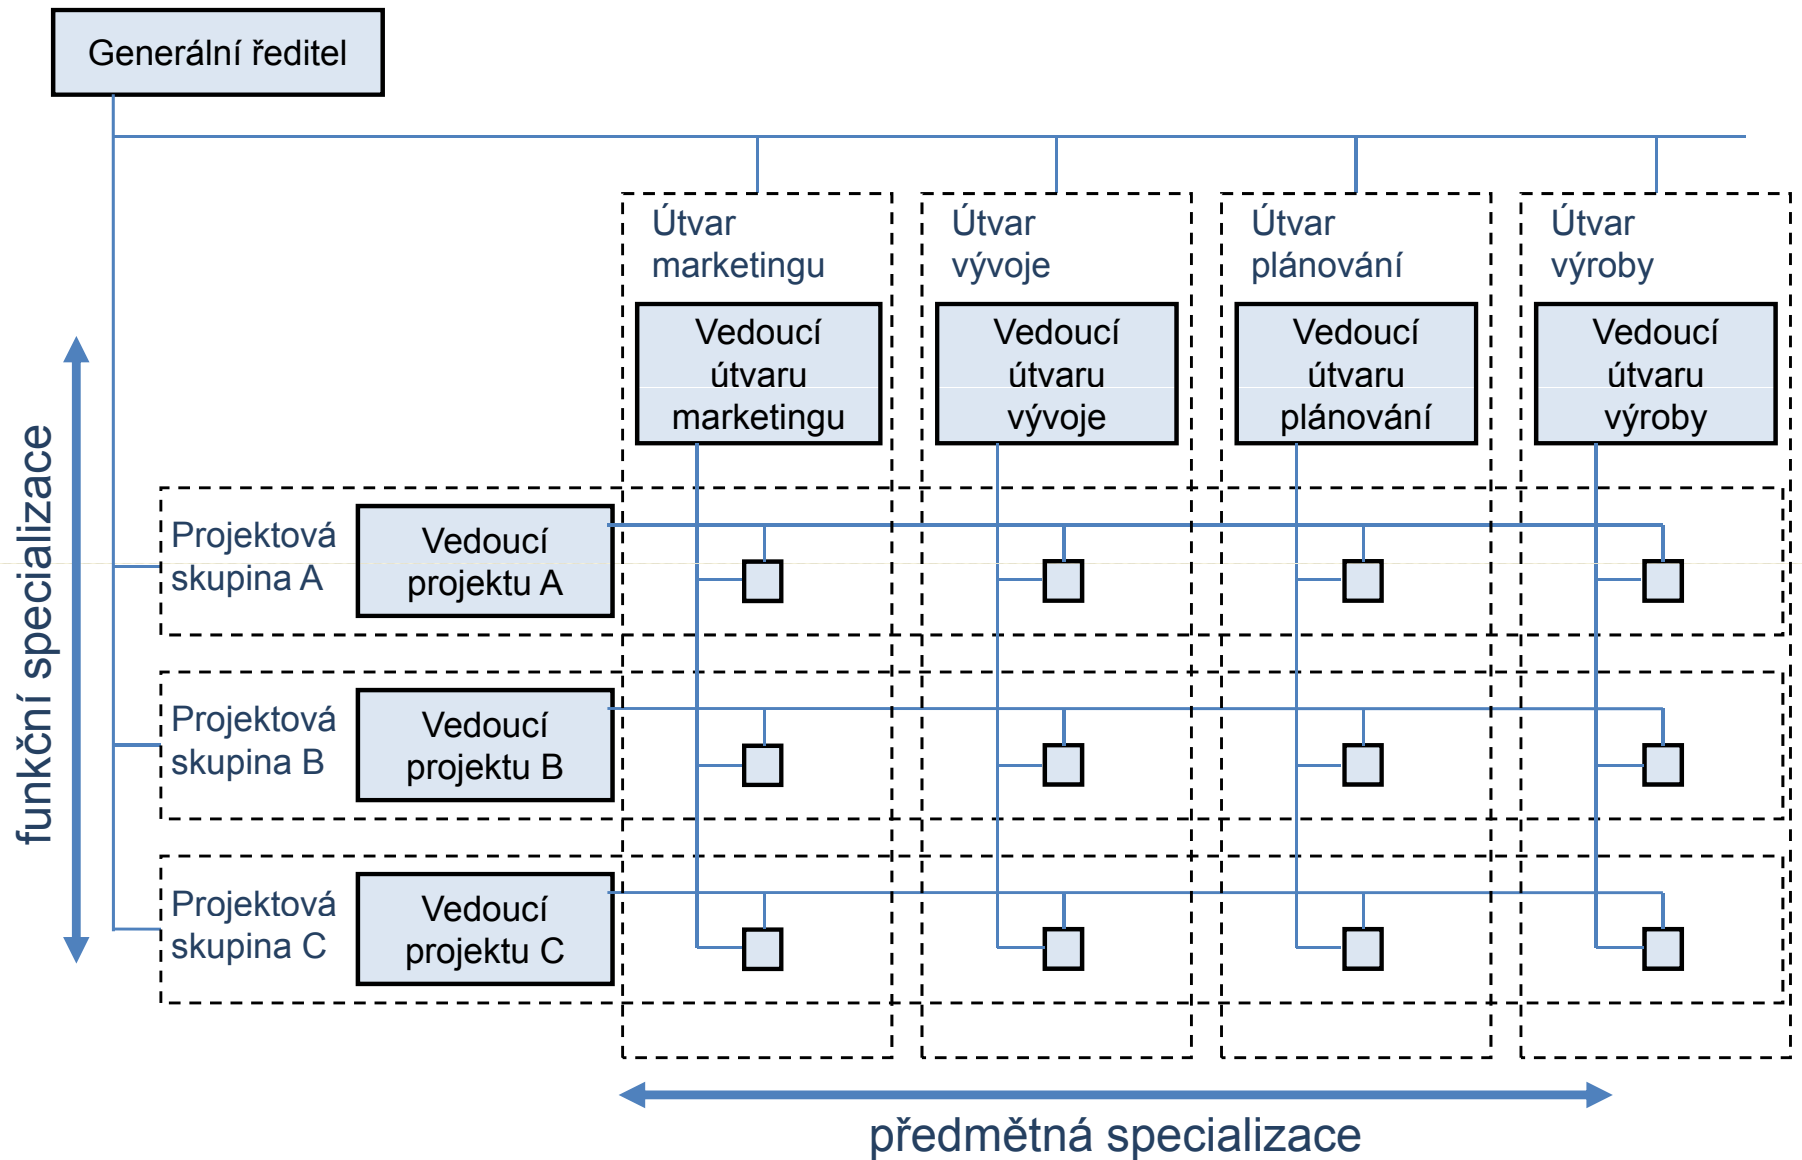 Generální ředitel
Útvar
marketingu
Útvar
vývoje
Útvar
plánování
Útvar
výroby
Vedoucí
útvaru
marketingu
Vedoucí
útvaru
vývoje
Vedoucí
útvaru
plánování
Vedoucí
útvaru
výroby
funkční specializace
Projektová
skupina A
Vedoucí
projektu A
Projektová
skupina B
Vedoucí
projektu B
Projektová
skupina C
Vedoucí
projektu C
předmětná specializace